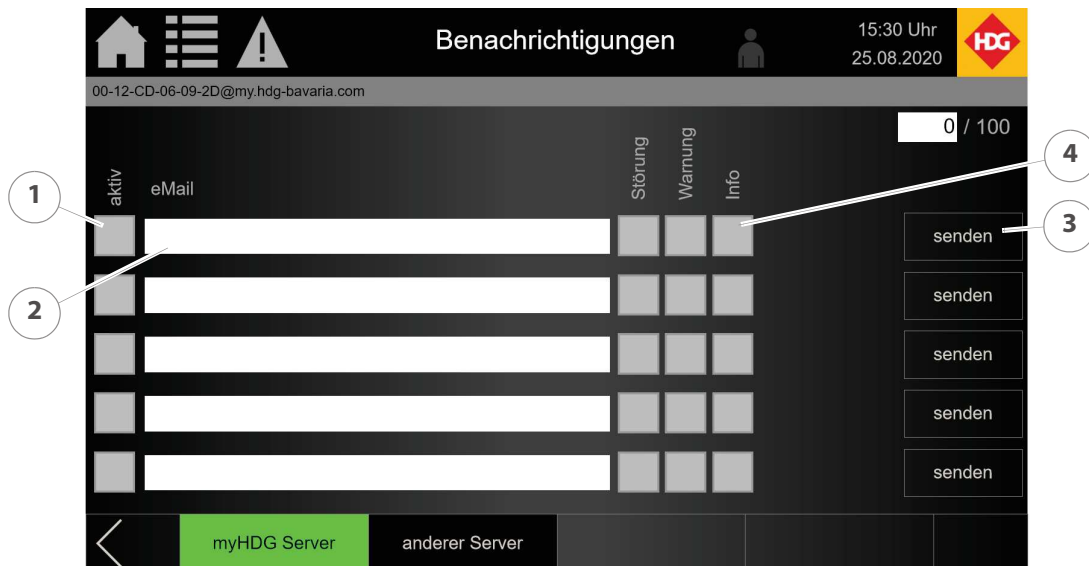 Benachrichtigungen
15:30 Uhr
25.08.2020
HDG
00-12-CD-06-09-2D@my.hdg-bavaria.com
0 / 100
aktiv
eMail
Störung
Warnung
Info
1
2
3
4
senden
senden
senden
senden
senden
myHDG Server
anderer Server